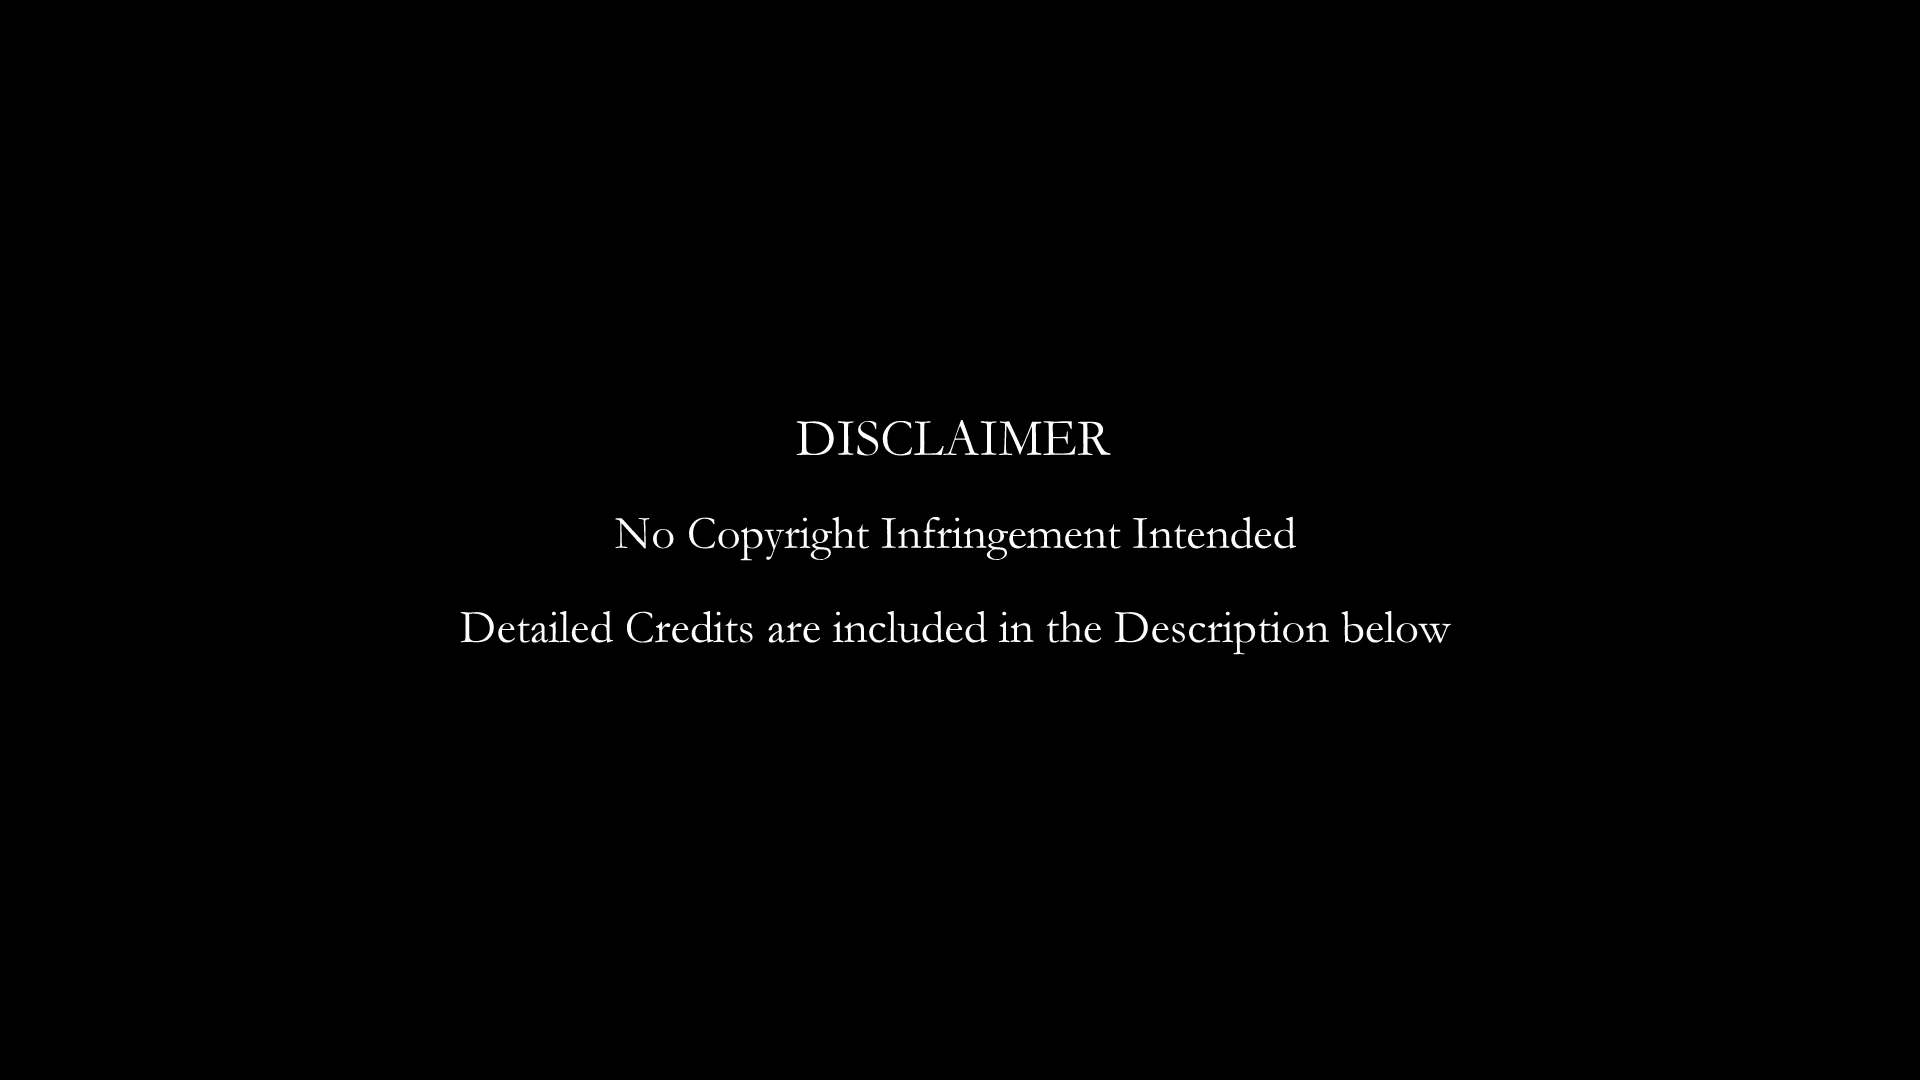 DISCLAIMER
No Copyright Infringement Intended
Detailed Credits are included in the Description below